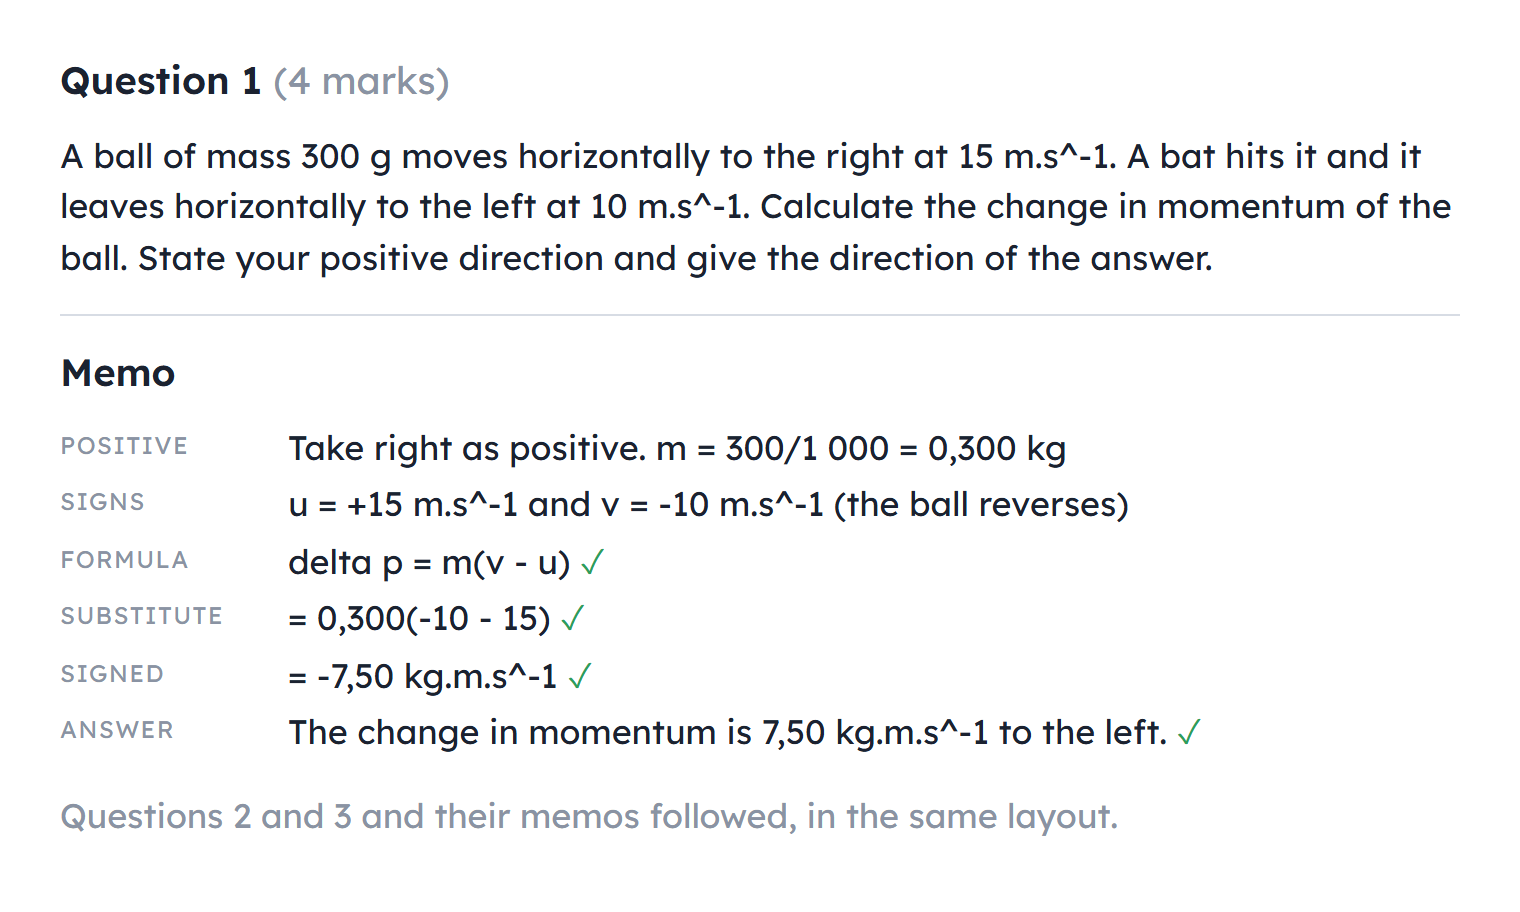 Question 1 (4 marks)
A ball of mass 300 g moves horizontally to the right at 15 m.s^-1. A bat hits it and it
leaves horizontally to the left at 10 m.s^-1. Calculate the change in momentum of the
ball. State your positive direction and give the direction of the answer.
Memo
POSITIVE Take right as positive. m = 300/1 000 = 0,300 kg
SIGNS u = +15 m.s^-1 and v = -10 m.s^-1 (the ball reverses)
FORMULA delta p = m(v - u) ✓
SUBSTITUTE = 0,300(-10 - 15) ✓
SIGNED = -7,50 kg.m.s^-1 ✓
ANSWER The change in momentum is 7,50 kg.m.s^-1 to the left. ✓
Questions 2 and 3 and their memos followed, in the same layout.